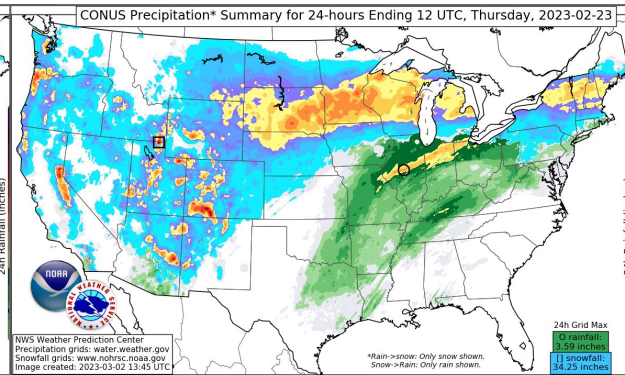 CONUS Precipitation* Summary for 24-hours Ending 12 UTC, Thursday, 2023-02-23
24h Rainfall (inches)
NOAA
NATIONAL WEATHER SERVICE
NWS Weather Prediction Center
Precipitation grids: water.weather.gov
Snowfall grids: www.nohrsc.noaa.gov
Image created: 2023-03-02 13:45 UTC
*Rain->snow: Only snow shown.
Snow->Rain: Only rain shown.
24h Grid Max
O rainfall:
3.59 inches
[] snowfall:
34.25 inches